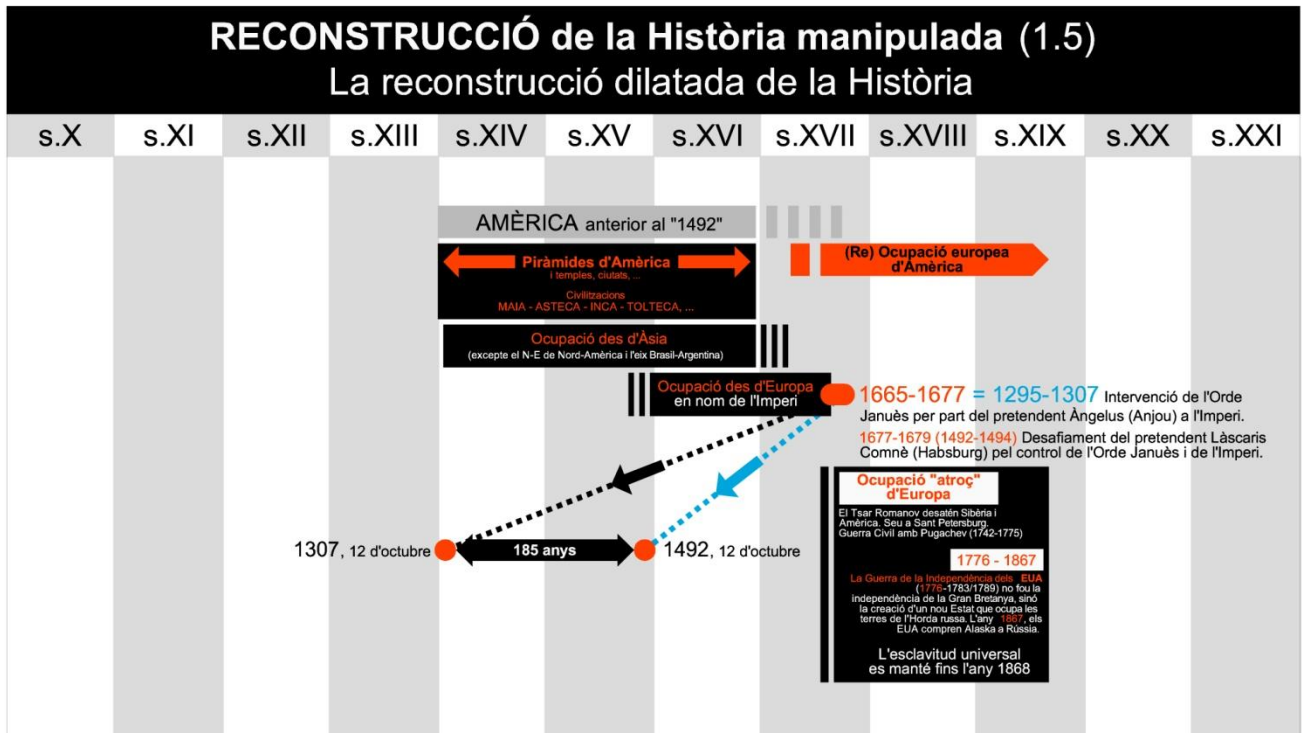 RECONSTRUCCIÓ de la Història manipulada (1.5)
La reconstrucció dilatada de la Història
s.X s.XI s.XII s.XIII s.XIV s.XV s.XVI s.XVII s.XVIII s.XIX s.XX s.XXI
AMÈRICA anterior al "1492"
Piràmides d'Amèrica
i temples, ciutats, ...
Civilitzacions
MAIA - ASTECA - INCA - TOLTECA, ...
(Re) Ocupació europea
d'Amèrica
Ocupació des d'Àsia
(excepte el N-E de Nord-Amèrica i l'eix Brasil-Argentina)
Ocupació des d'Europa
en nom de l'Imperi
1665-1677 = 1295-1307 Intervenció de l'Orde
Januès per part del pretendent Àngelus (Anjou) a l'Imperi.
1677-1679 (1492-1494) Desafiament del pretendent Làscaris
Comnè (Habsburg) pel control de l'Orde Januès i de l'Imperi.
1307, 12 d'octubre
185 anys
1492, 12 d'octubre
Ocupació "atroç"
d'Europa
El Tsar Romanov desatén Sibèria i
Amèrica. Seu a Sant Petersburg.
Guerra Civil amb Pugachev (1742-1775)
1776 - 1867
La Guerra de la Independència dels EUA
(1776-1783/1789) no fou la
independència de la Gran Bretanya, sinó
la creació d'un nou Estat que ocupa les
terres de l'Horda russa. L'any 1867, els
EUA compren Alaska a Rússia.
L'esclavitud universal
es manté fins l'any 1868